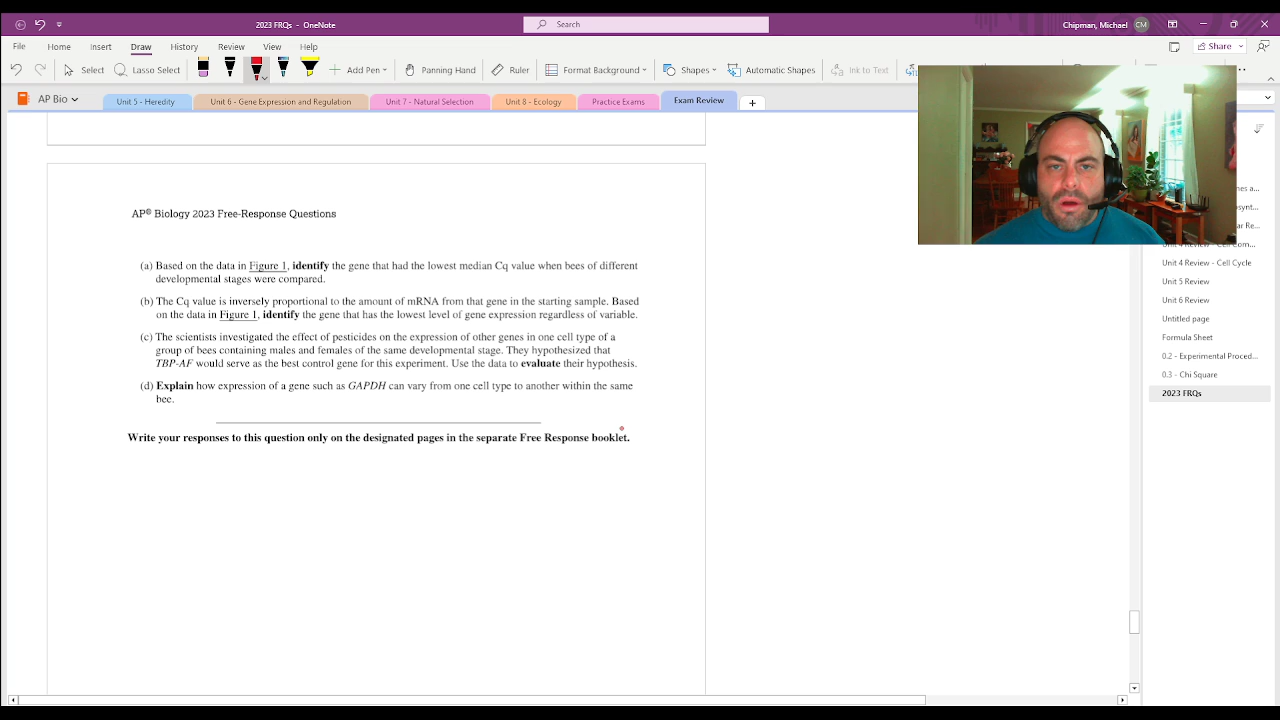 2023 FRQs - OneNote
Search
Chipman, Michael
CM
File
Home
Insert
Draw
History
Review
View
Help
Share
Select
Lasso Select
Add Pen
Panning Hand
Ruler
Format Background
Shapes
Automatic Shapes
Ink to Text
AP Bio
Unit 5 - Heredity
Unit 6 - Gene Expression and Regulation
Unit 7 - Natural Selection
Unit 8 - Ecology
Practice Exams
Exam Review
AP® Biology 2023 Free-Response Questions
(a) Based on the data in Figure 1, identify the gene that had the lowest median Cq value when bees of different
developmental stages were compared.
(b) The Cq value is inversely proportional to the amount of mRNA from that gene in the starting sample. Based
on the data in Figure 1, identify the gene that has the lowest level of gene expression regardless of variable.
(c) The scientists investigated the effect of pesticides on the expression of other genes in one cell type of a
group of bees containing males and females of the same developmental stage. They hypothesized that
TBP-AF would serve as the best control gene for this experiment. Use the data to evaluate their hypothesis.
(d) Explain how expression of a gene such as GAPDH can vary from one cell type to another within the same
bee.
Write your responses to this question only on the designated pages in the separate Free Response booklet.
Unit 4 Review - Cell Cycle
Unit 5 Review
Unit 6 Review
Untitled page
Formula Sheet
0.2 - Experimental Proced...
0.3 - Chi Square
2023 FRQs